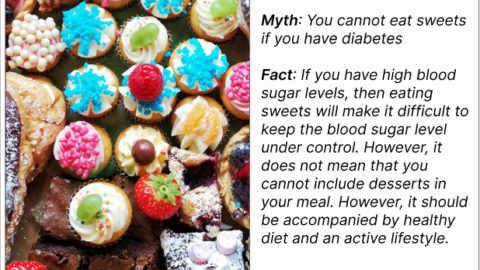 Myth: You cannot eat sweets
if you have diabetes
Fact: If you have high blood
sugar levels, then eating
sweets will make it difficult to
keep the blood sugar level
under control. However, it
does not mean that you
cannot include desserts in
your meal. However, it should
be accompanied by healthy
diet and an active lifestyle.